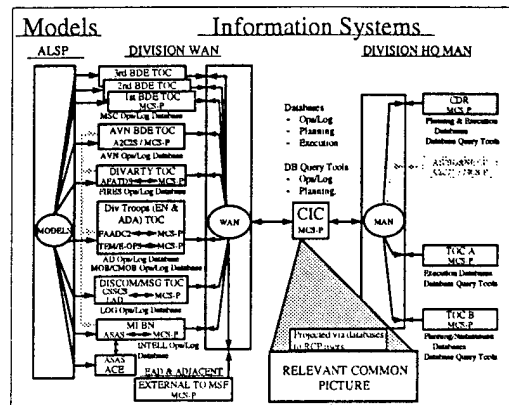 Models
Information Systems
ALSP
DIVISION WAN
DIVISION HQ MAN
3rd BDE TOC
2nd BDE TOC
1st BDE TOC
MCS-P
MSC Ops/Log Database
AVN BDE TOC
A2C2S / MCS-P
AVN Ops/Log Database
DIVARTY TOC
AFATDS MCS-P
FIRES Ops/Log Database
Div Troops (EN &
ADA) TOC
FAADC2 MCS-P
MCS-P
AD Ops/Log Database
MOB/CMOB Ops/Log Database
DISCOM/MSG TOC
CSSCS MCS-P
LOG Ops/Log Database
MI BN
ASAS MCS-P
INTELL Ops/Log
Database
ASAS
ACE
EAD & ADJACENT
EXTERNAL TO MSF
MCS-P
MODELS
WAN
Databases
- Ops/Log
- Planning
- Execution
DB Query Tools
- Ops/Log
- Planning
CIC
MCS-P
MAN
Projected via databases
to RCP users
RELEVANT COMMON
PICTURE
CDR
MCS-P
Planning & Execution
Databases
Database Query Tools
TOC A
MCS-P
Execution Databases
Database Query Tools
TOC B
MCS-P
Planning/Sustainment
Databases
Database Query Tools